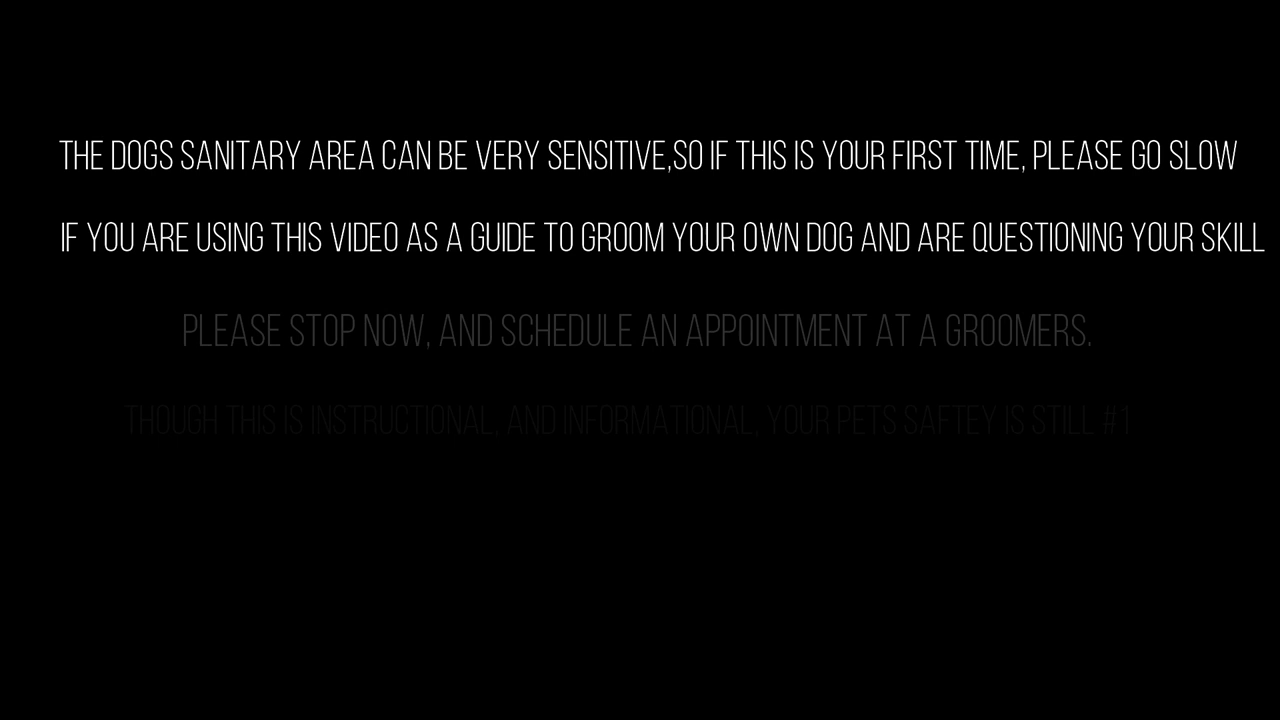 THE DOGS SANITARY AREA CAN BE VERY SENSITIVE,SO IF THIS IS YOUR FIRST TIME, PLEASE GO SLOW
IF YOU ARE USING THIS VIDEO AS A GUIDE TO GROOM YOUR OWN DOG AND ARE QUESTIONING YOUR SKILL
PLEASE STOP NOW, AND SCHEDULE AN APPOINTMENT AT A GROOMERS.
THOUGH THIS IS INSTRUCTIONAL, AND INFORMATIONAL, YOUR PETS SAFTEY IS STILL #1